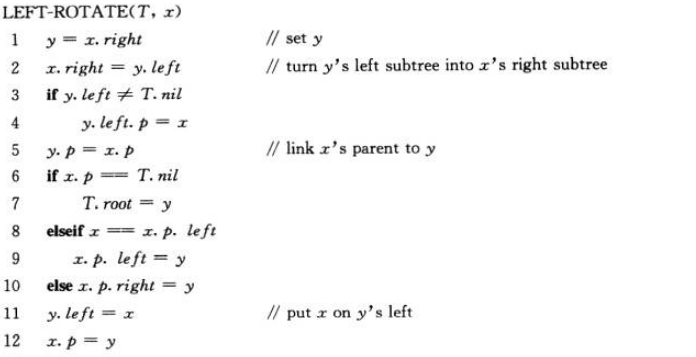 LEFT-ROTATE(T, x)
1 y = x. right // set y
2 x. right = y. left // turn y's left subtree into x's right subtree
3 if y. left ≠ T. nil
4 y. left. p = x
5 y. p = x. p // link x's parent to y
6 if x. p == T. nil
7 T. root = y
8 elseif x == x. p. left
9 x. p. left = y
10 else x. p. right = y
11 y. left = x // put x on y's left
12 x. p = y